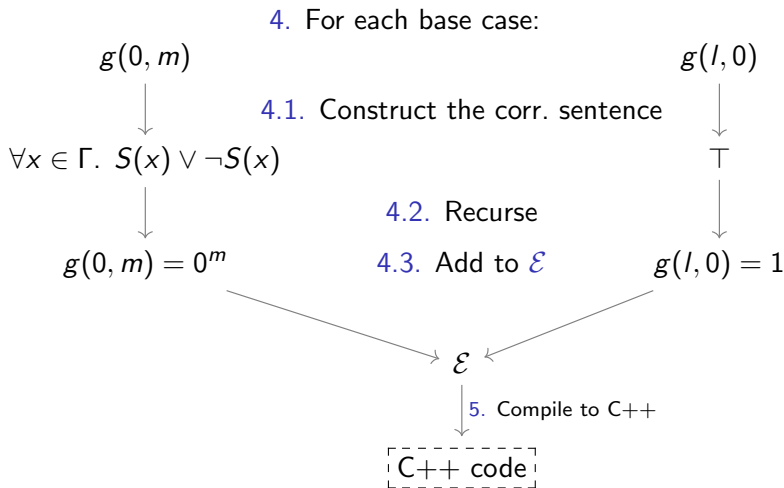 4. For each base case:
g(0, m)
g(l, 0)
4.1. Construct the corr. sentence
∀x ∈ Γ. S(x) ∨ ¬S(x)
⊤
4.2. Recurse
g(0, m) = 0^m
4.3. Add to ℰ
g(l, 0) = 1
ℰ
5. Compile to C++
C++ code